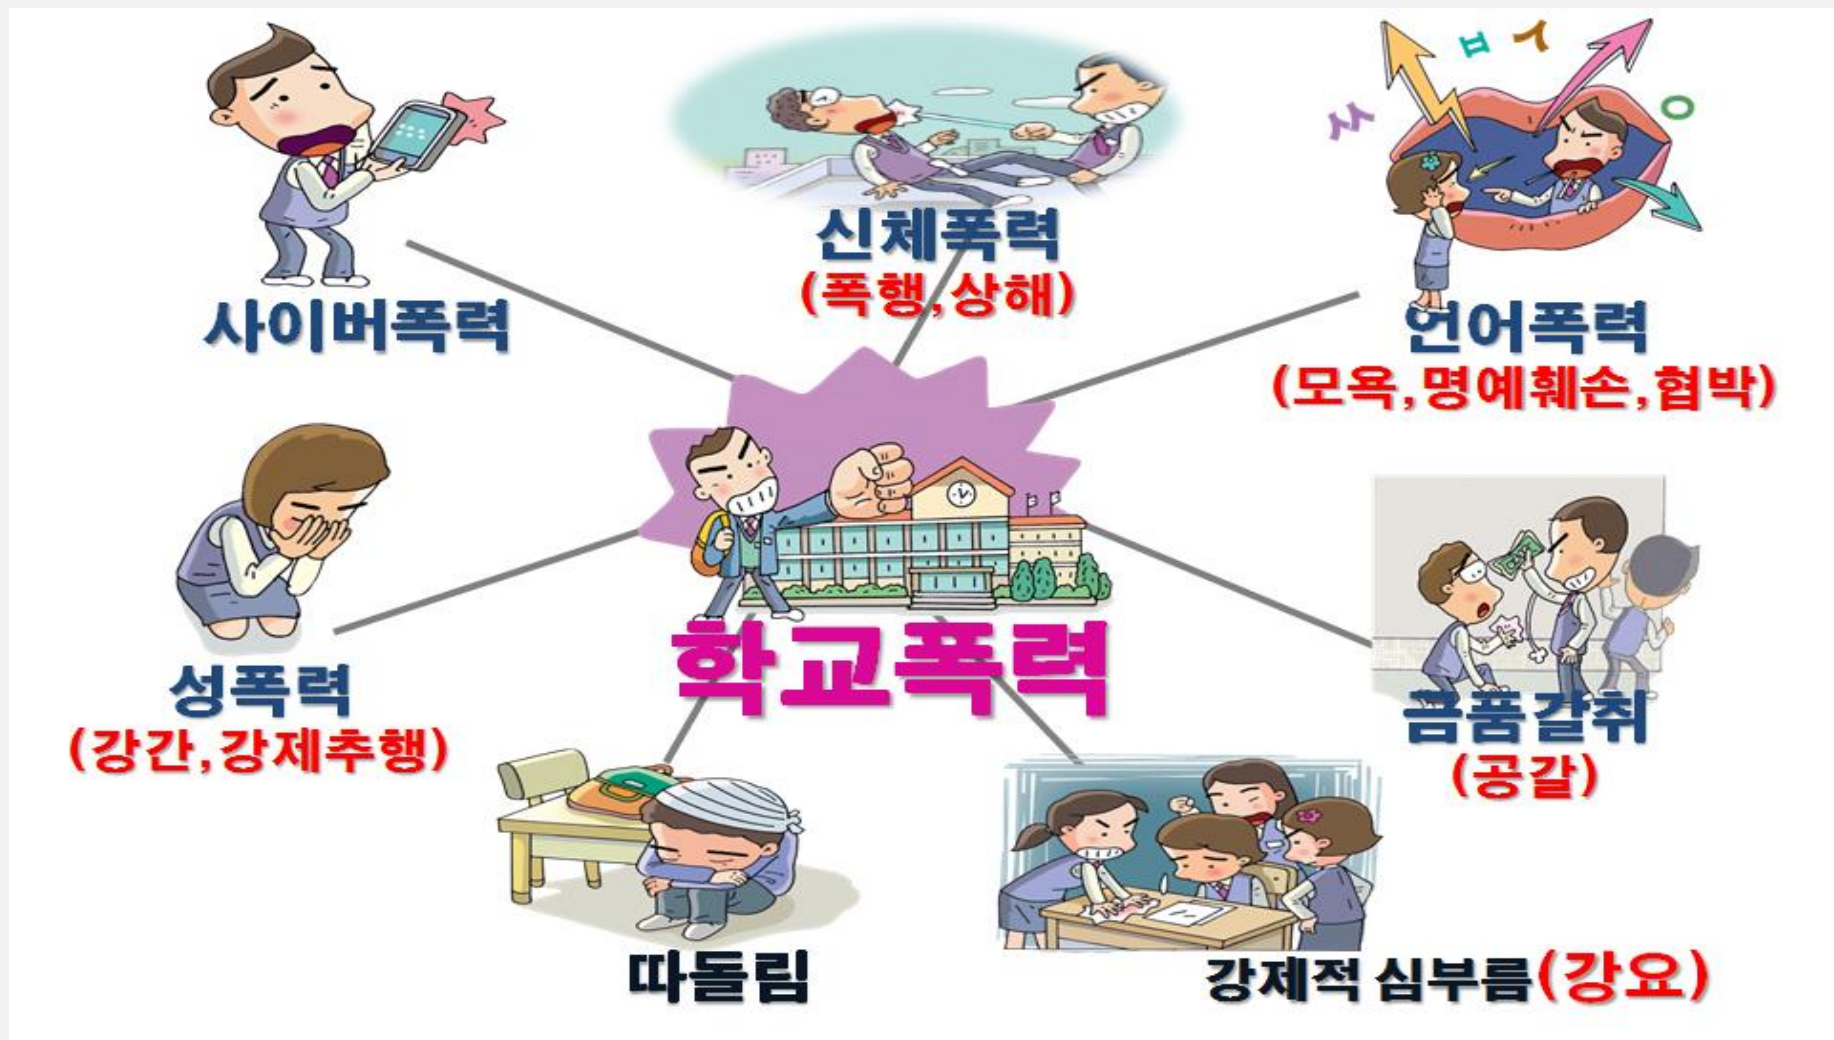 ㅂ ㅅ
ㅆ ㅇ
신체폭력
(폭행,상해)
사이버폭력
언어폭력
(모욕,명예훼손,협박)
학교폭력
성폭력
(강간,강제추행)
금품갈취
(공갈)
따돌림
강제적 심부름(강요)